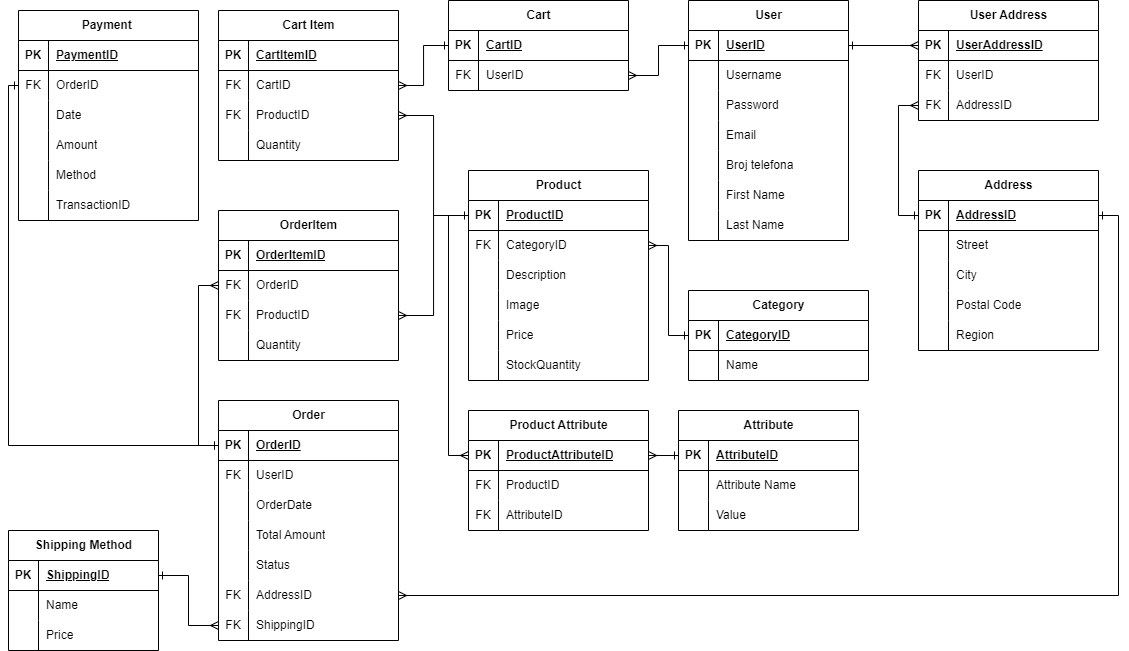 Payment
PK PaymentID
FK OrderID
Date
Amount
Method
TransactionID
Cart Item
PK CartItemID
FK CartID
FK ProductID
Quantity
Cart
PK CartID
FK UserID
User
PK UserID
Username
Password
Email
Broj telefona
First Name
Last Name
User Address
PK UserAddressID
FK UserID
FK AddressID
OrderItem
PK OrderItemID
FK OrderID
FK ProductID
Quantity
Product
PK ProductID
FK CategoryID
Description
Image
Price
StockQuantity
Category
PK CategoryID
Name
Address
PK AddressID
Street
City
Postal Code
Region
Order
PK OrderID
FK UserID
OrderDate
Total Amount
Status
FK AddressID
FK ShippingID
Product Attribute
PK ProductAttributeID
FK ProductID
FK AttributeID
Attribute
PK AttributeID
Attribute Name
Value
Shipping Method
PK ShippingID
Name
Price